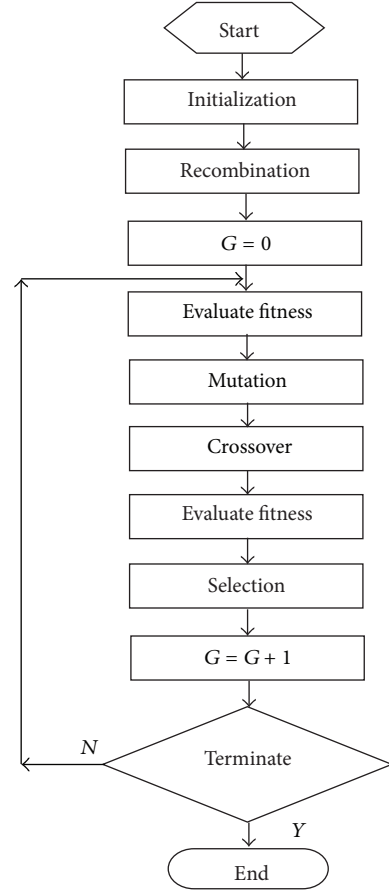 Start
Initialization
Recombination
G = 0
Evaluate fitness
Mutation
Crossover
Evaluate fitness
Selection
G = G + 1
N
Terminate
Y
End